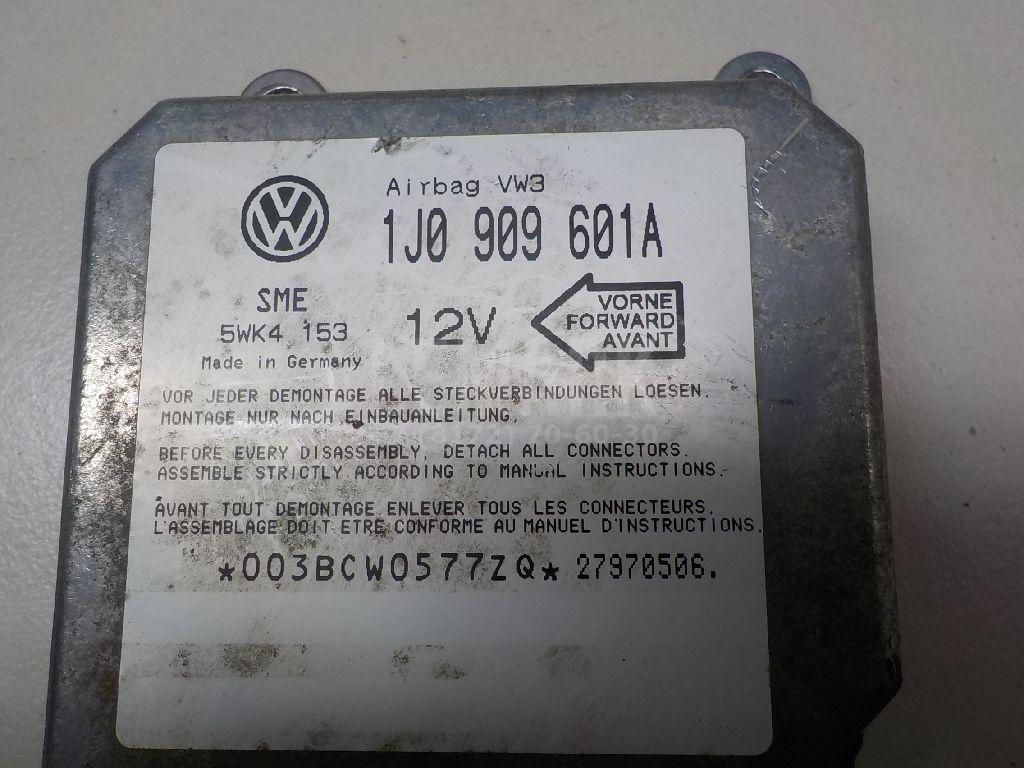 Airbag VW3
1J0 909 601A
SME
5WK4 153
Made in Germany
12V
VORNE
FORWARD
AVANT
VOR JEDER DEMONTAGE ALLE STECKVERBINDUNGEN LOESEN.
MONTAGE NUR NACH EINBAUANLEITUNG.
BEFORE EVERY DISASSEMBLY, DETACH ALL CONNECTORS.
ASSEMBLE STRICTLY ACCORDING TO MANUAL INSTRUCTIONS.
AVANT TOUT DEMONTAGE ENLEVER TOUS LES CONNECTEURS.
L'ASSEMBLAGE DOIT ETRE CONFORME AU MANUEL D'INSTRUCTIONS.
*003BCW0577ZQ* 27970506.